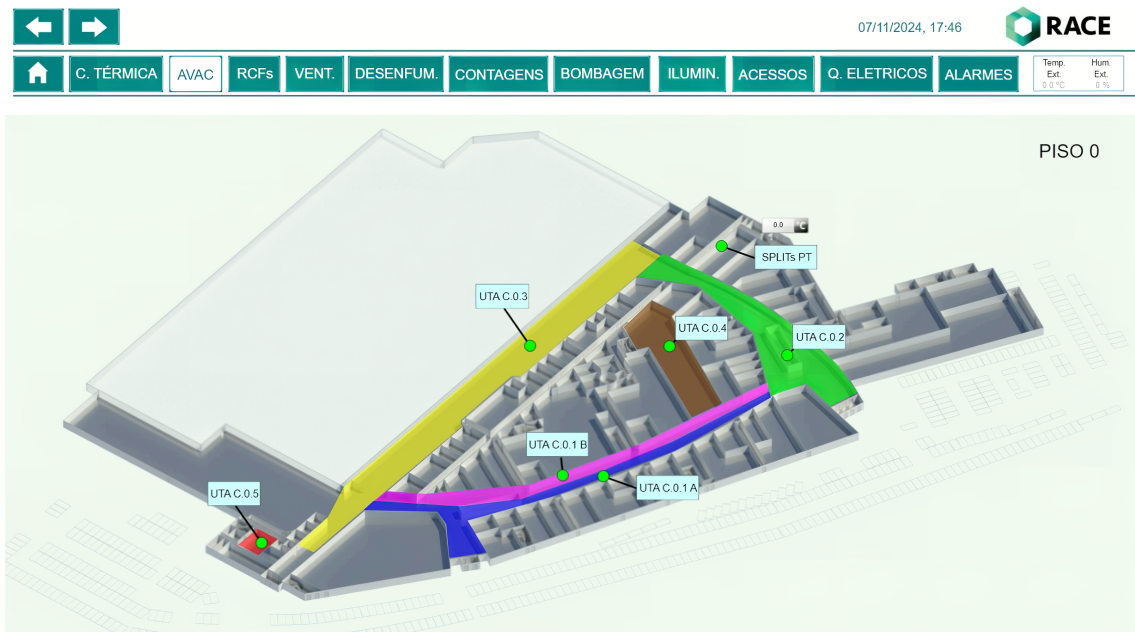 07/11/2024, 17:46
RACE
C. TÉRMICA
AVAC
RCFs
VENT.
DESENFUM.
CONTAGENS
BOMBAGEM
ILUMIN.
ACESSOS
Q. ELETRICOS
ALARMES
Temp. Hum.
Ext. Ext.
0.0 °C 0 %
PISO 0
0.0 °C
SPLITs PT
UTA C.0.3
UTA C.0.4
UTA C.0.2
UTA C.0.1 B
UTA C.0.1 A
UTA C.0.5